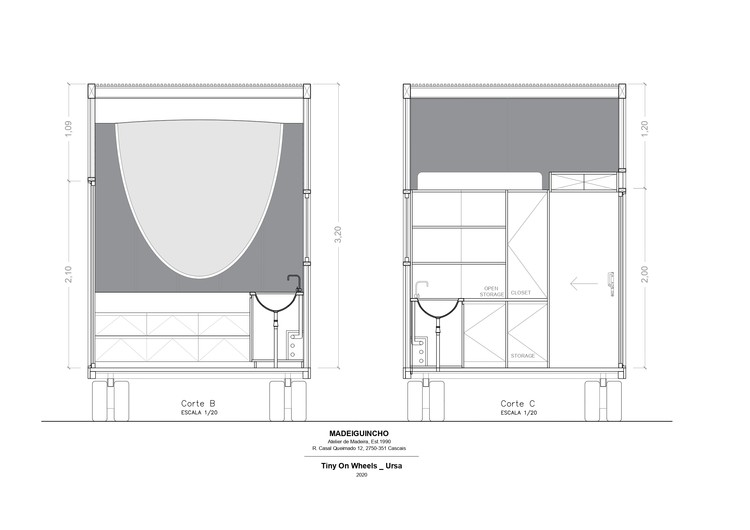 1,09
2,10
3,20
1,20
2,00
OPEN
STORAGE
CLOSET
STORAGE
Corte B
ESCALA 1/20
Corte C
ESCALA 1/20
MADEIGUINCHO
Atelier de Madeira, Est.1990
R. Casal Queimado 12, 2750-351 Cascais
Tiny On Wheels _ Ursa
2020